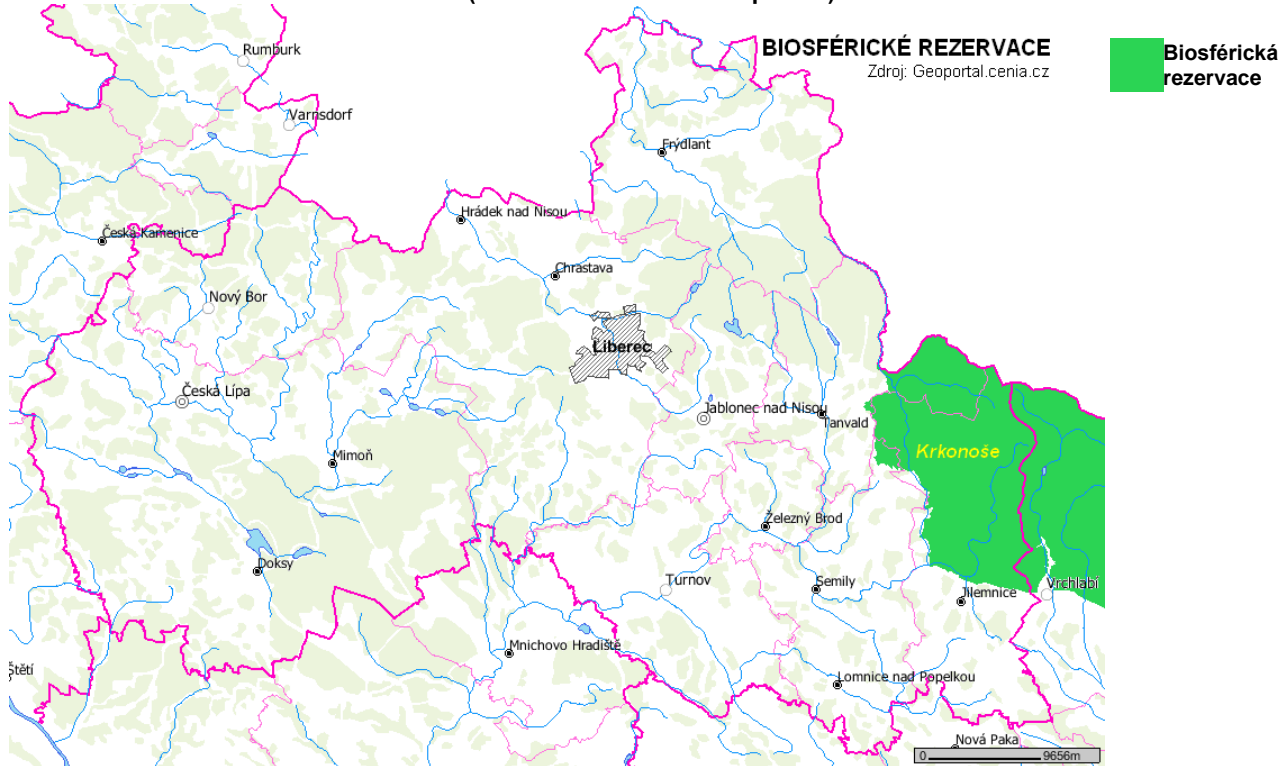 BIOSFÉRICKÉ REZERVACE
Zdroj: Geoportal.cenia.cz
Biosférická
rezervace
Rumburk
Varnsdorf
Frýdlant
Hrádek nad Nisou
Česká Kamenice
Chrastava
Nový Bor
Liberec
Česká Lípa
Jablonec nad Nisou
Tanvald
Krkonoše
Mimoň
Železný Brod
Doksy
Turnov
Semily
Vrchlabí
Jilemnice
Mnichovo Hradiště
Štětí
Lomnice nad Popelkou
Nová Paka
0 9656m